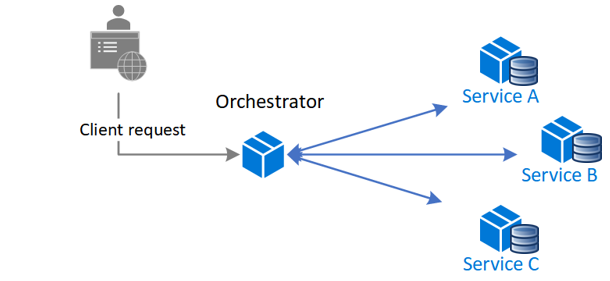 Orchestrator
Service A
Client request
Service B
Service C